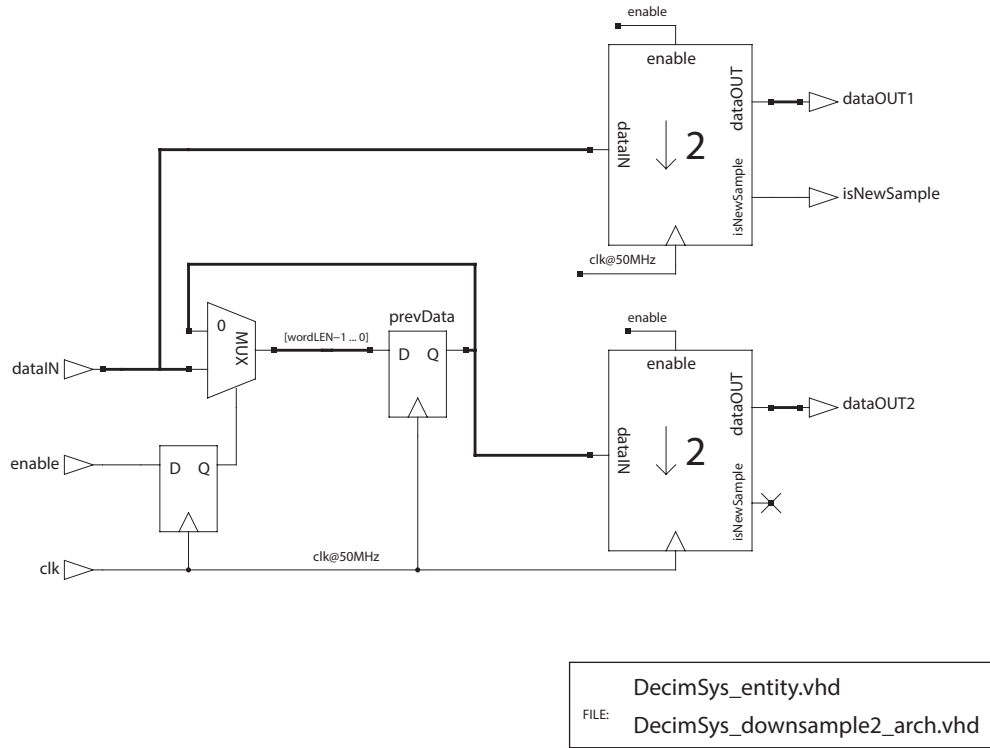 enable
enable
dataOUT
dataOUT1
dataIN
2
isNewSample
isNewSample
clk@50MHz
prevData
enable
0
MUX
[wordLEN−1 ... 0]
D Q
enable
dataOUT
dataOUT2
dataIN
dataIN
2
enable
D Q
isNewSample
clk
clk@50MHz
DecimSys_entity.vhd
FILE:
DecimSys_downsample2_arch.vhd